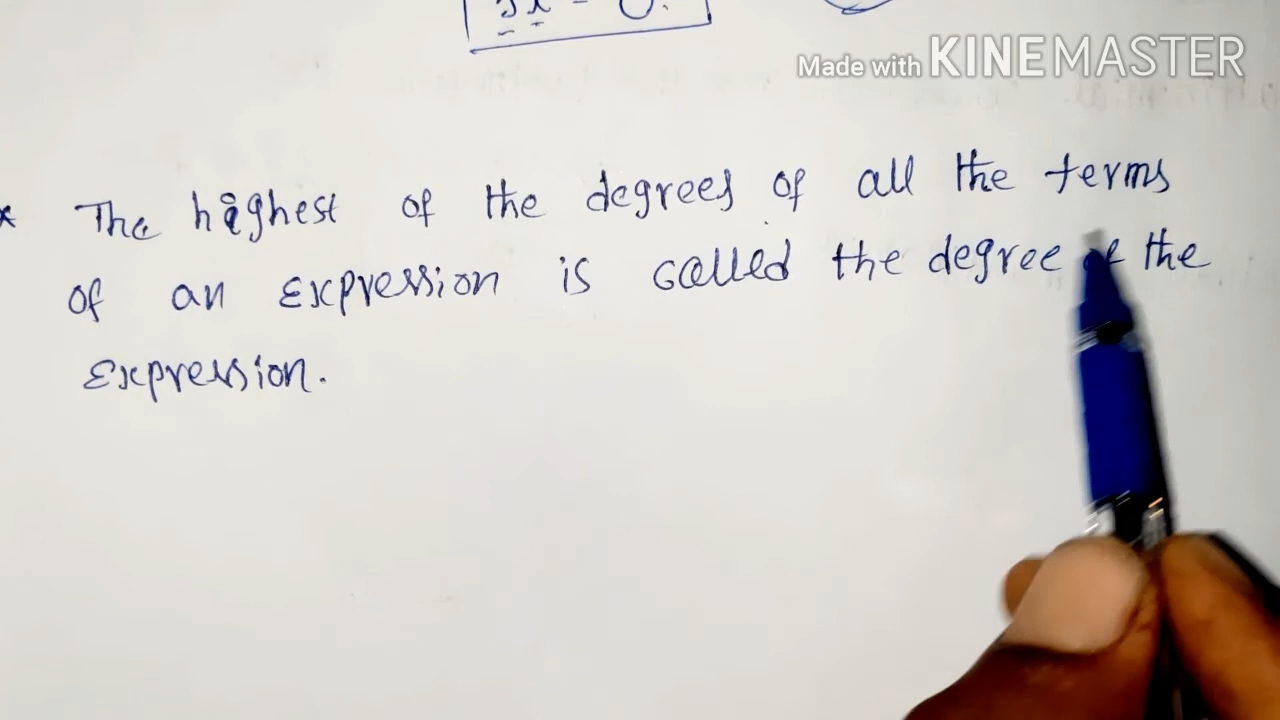 Made with KINEMASTER
* The highest of the degrees of all the terms
of an expression is called the degree of the
expression.